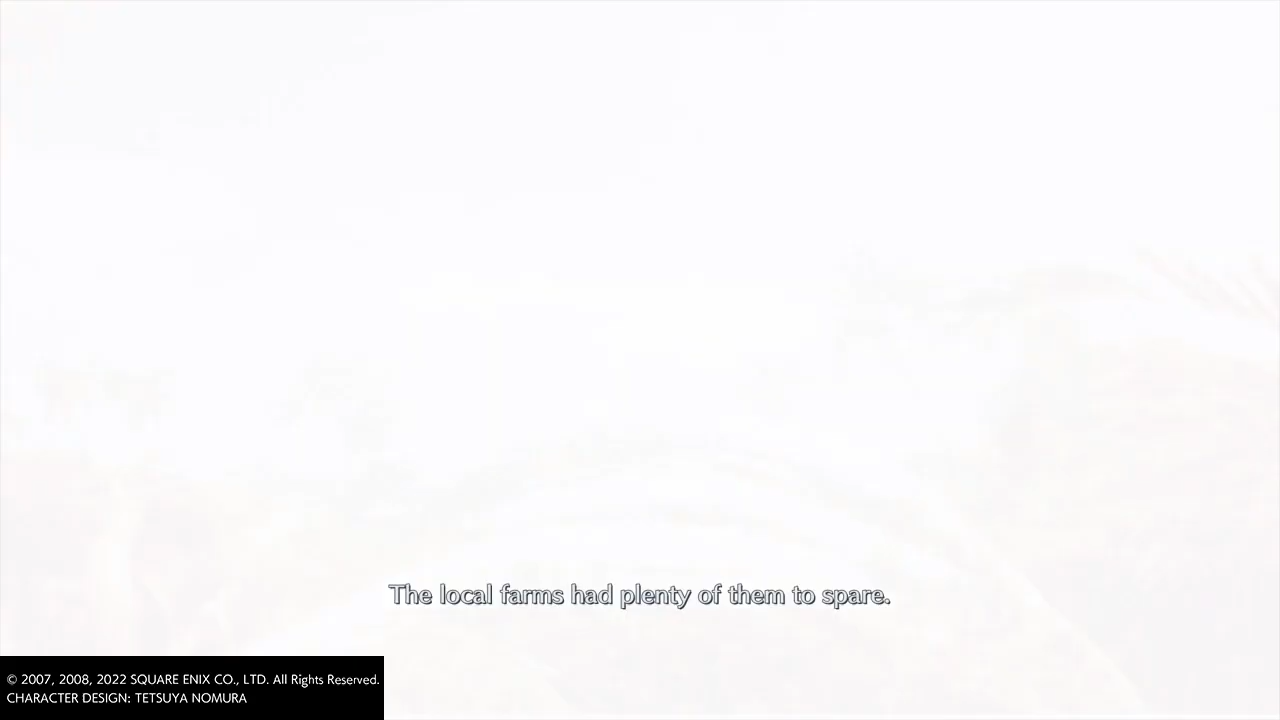 The local farms had plenty of them to spare.
© 2007, 2008, 2022 SQUARE ENIX CO., LTD. All Rights Reserved.
CHARACTER DESIGN: TETSUYA NOMURA